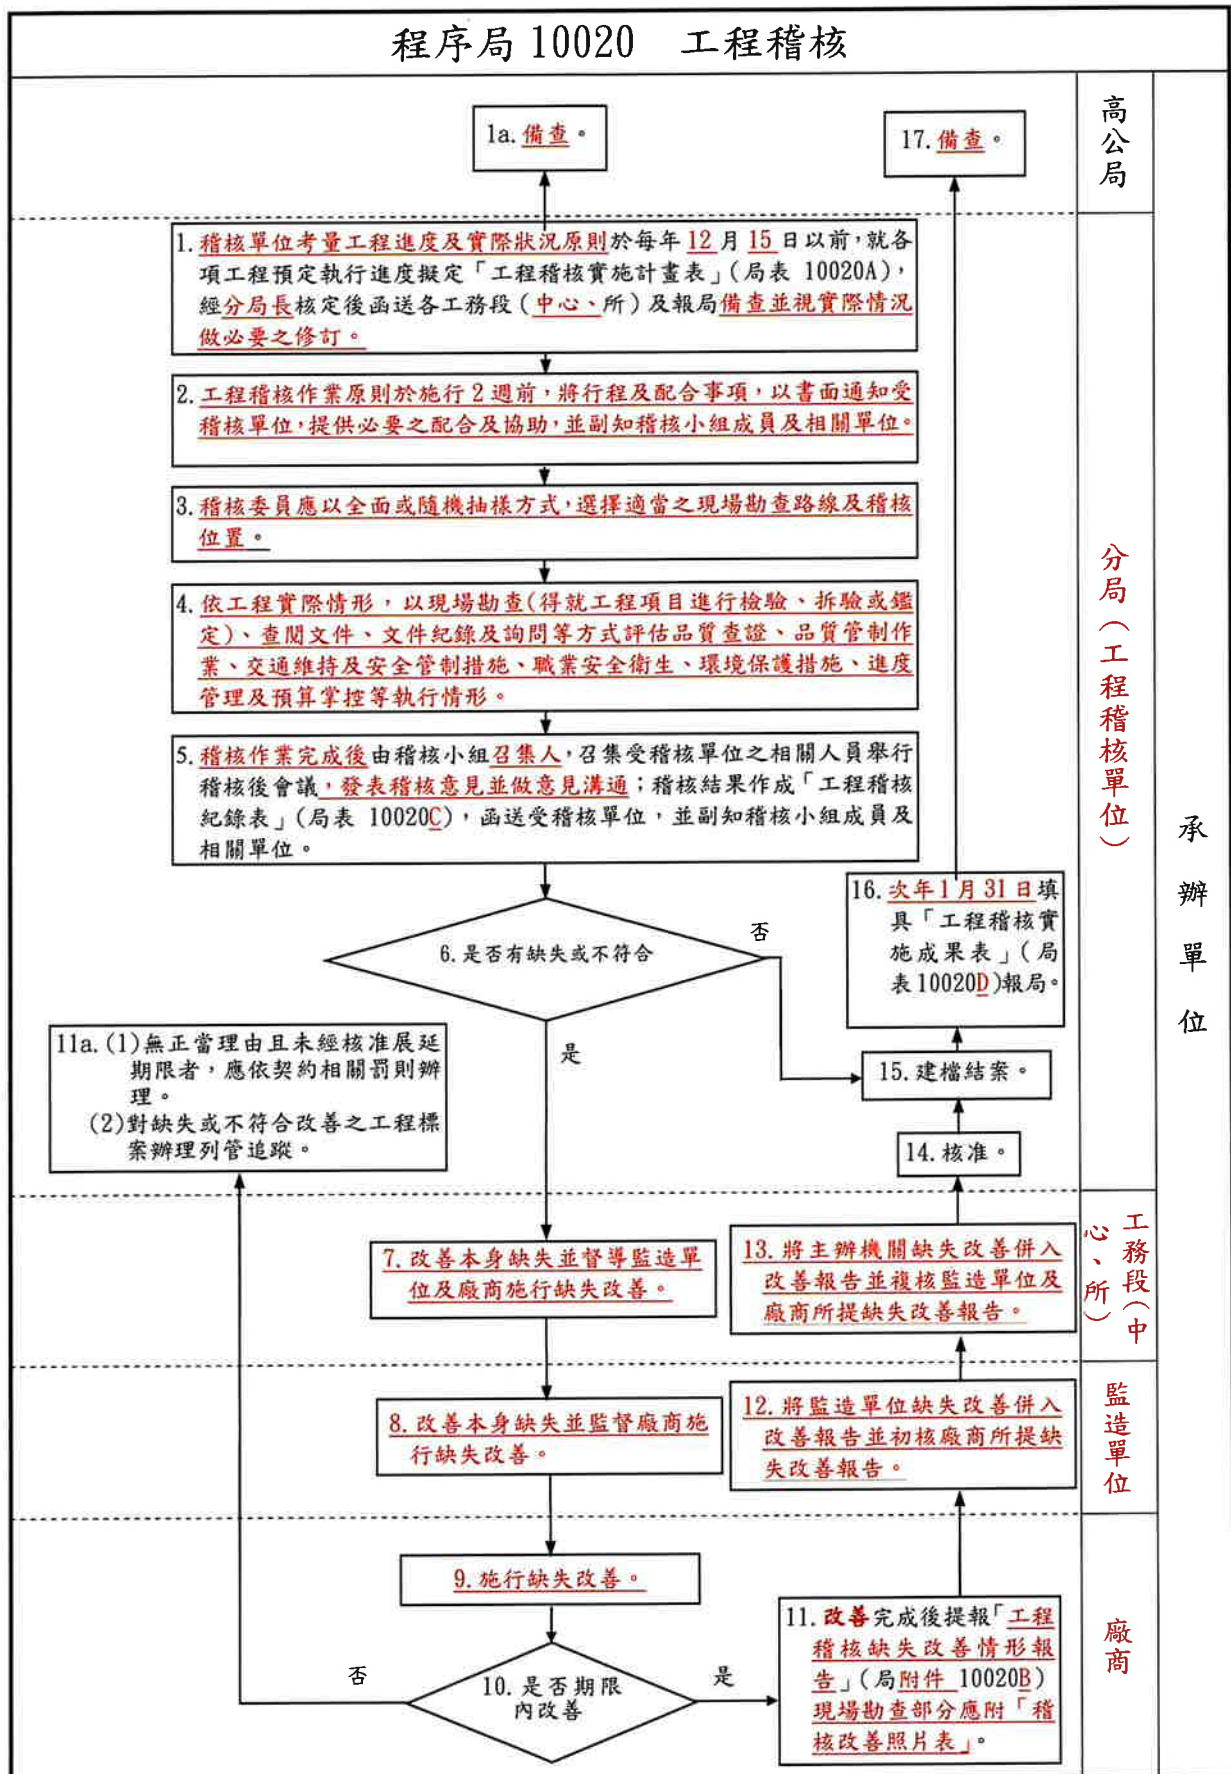 程序局 10020 工程稽核
1a. 備查。
17. 備查。
高公局
1. 稽核單位考量工程進度及實際狀況原則於每年 12 月 15 日以前，就各
項工程預定執行進度擬定「工程稽核實施計畫表」(局表 10020A)，
經分局長核定後函送各工務段（中心、所）及報局備查並視實際情況
做必要之修訂。
2. 工程稽核作業原則於施行 2 週前，將行程及配合事項，以書面通知受
稽核單位，提供必要之配合及協助，並副知稽核小組成員及相關單位。
3. 稽核委員應以全面或隨機抽樣方式，選擇適當之現場勘查路線及稽核
位置。
4. 依工程實際情形，以現場勘查(得就工程項目進行檢驗、拆驗或鑑
定)、查閱文件、文件紀錄及詢問等方式評估品質查證、品質管制作
業、交通維持及安全管制措施、職業安全衛生、環境保護措施、進度
管理及預算掌控等執行情形。
5. 稽核作業完成後由稽核小組召集人，召集受稽核單位之相關人員舉行
稽核後會議，發表稽核意見並做意見溝通；稽核結果作成「工程稽核
紀錄表」(局表 10020C)，函送受稽核單位，並副知稽核小組成員及
相關單位。
分局（工程稽核單位）
承辦單位
6. 是否有缺失或不符合
否
是
16. 次年 1 月 31 日填
具「工程稽核實
施成果表」(局
表 10020D)報局。
15. 建檔結案。
14. 核准。
11a. (1)無正當理由且未經核准展延
期限者，應依契約相關罰則辦
理。
(2)對缺失或不符合改善之工程標
案辦理列管追蹤。
7. 改善本身缺失並督導監造單
位及廠商施行缺失改善。
13. 將主辦機關缺失改善併入
改善報告並複核監造單位及
廠商所提缺失改善報告。
工務段（中
心、所）
8. 改善本身缺失並監督廠商施
行缺失改善。
12. 將監造單位缺失改善併入
改善報告並初核廠商所提缺
失改善報告。
監造單位
9. 施行缺失改善。
10. 是否期限
內改善
否
是
11. 改善完成後提報「工程
稽核缺失改善情形報
告」(局附件 10020B)
現場勘查部分應附「稽
核改善照片表」。
廠商